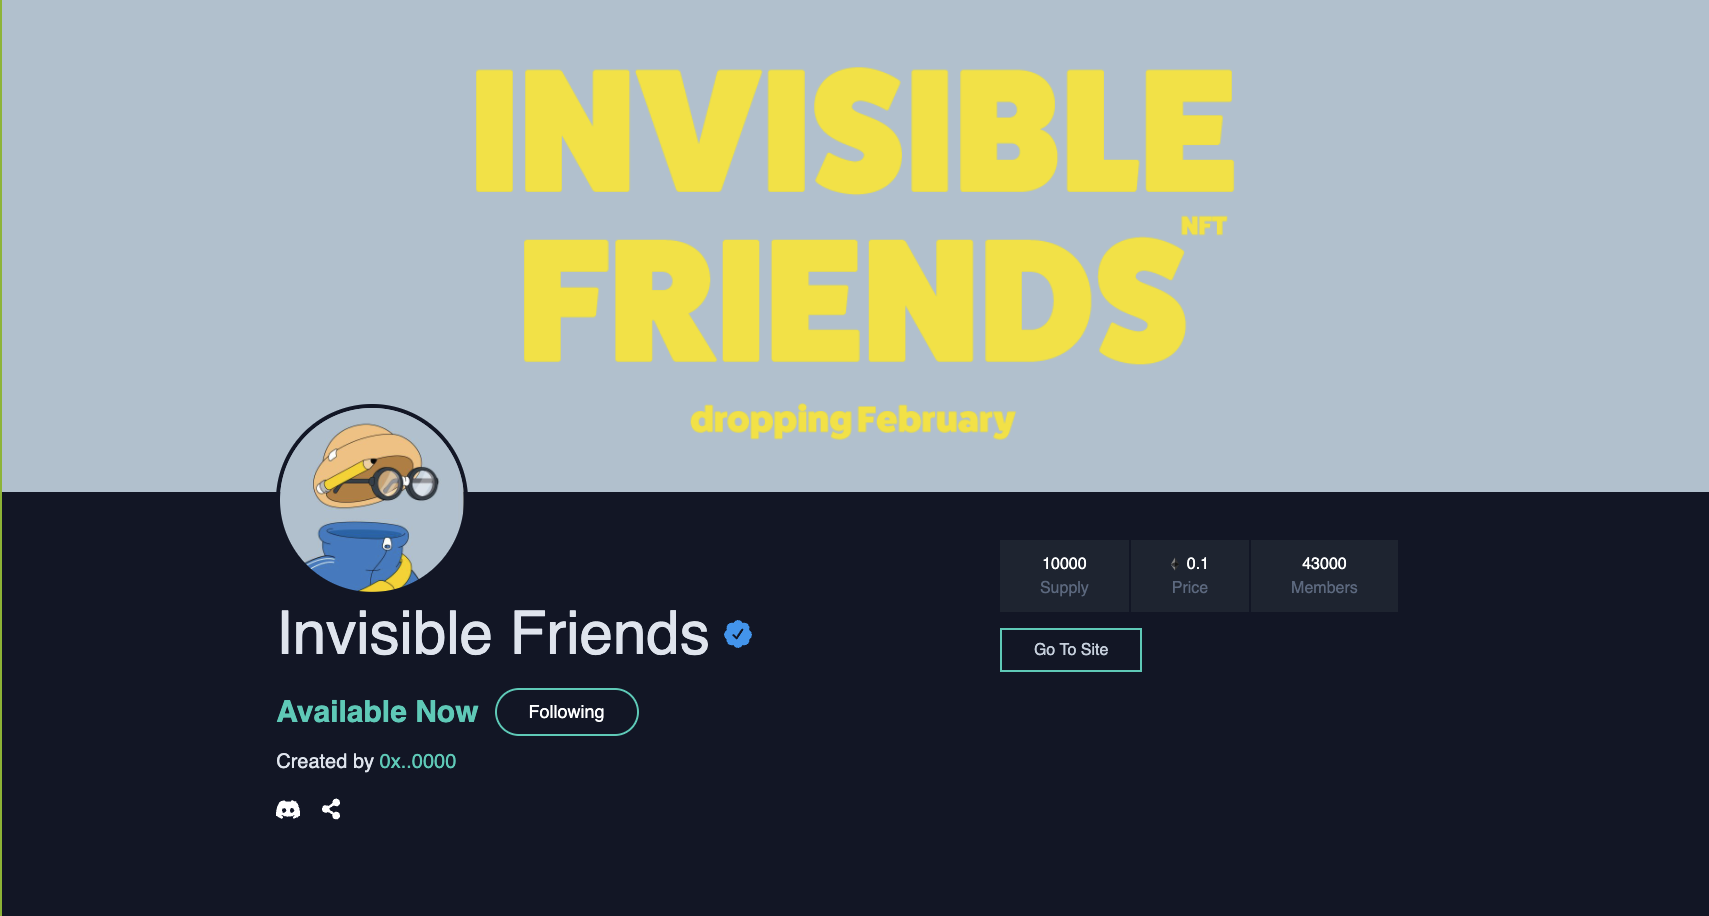 INVISIBLE
NFT
FRIENDS
dropping February
Invisible Friends
Available Now
Following
Created by 0x..0000
10000
Supply
0.1
Price
43000
Members
Go To Site